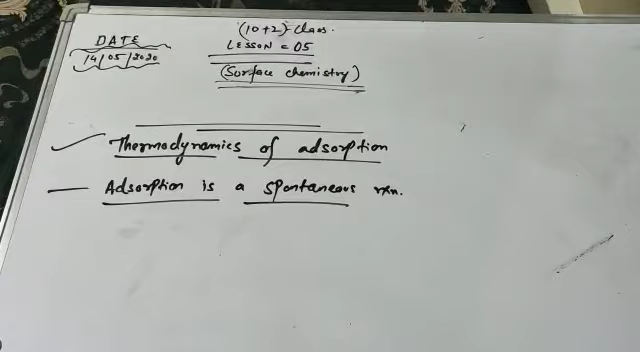 (10+2)-Class.
DATE
LESSON = 05
14/05/2020
(Surface chemistry)
Thermodynamics of adsorption
Adsorption is a spontaneous rxn.